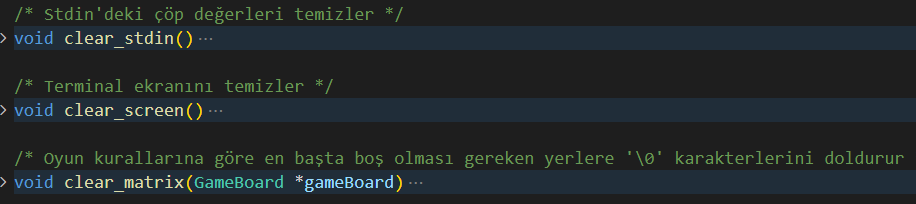 /* Stdin'deki çöp değerleri temizler */
void clear_stdin() ···
/* Terminal ekranını temizler */
void clear_screen() ···
/* Oyun kurallarına göre en başta boş olması gereken yerlere '\0' karakterlerini doldurur
void clear_matrix(GameBoard *gameBoard) ···